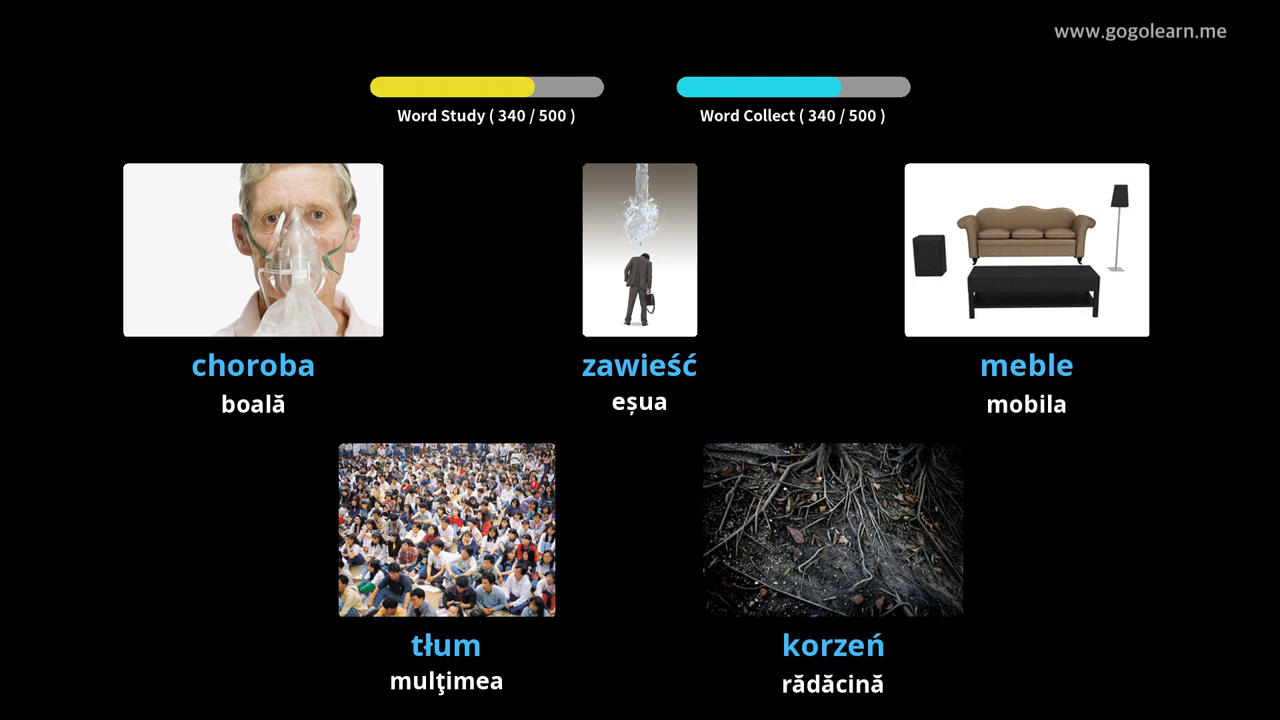 www.gogolearn.me
Word Study ( 340 / 500 )
Word Collect ( 340 / 500 )
choroba
boală
zawieść
eșua
meble
mobila
tłum
mulţimea
korzeń
rădăcină